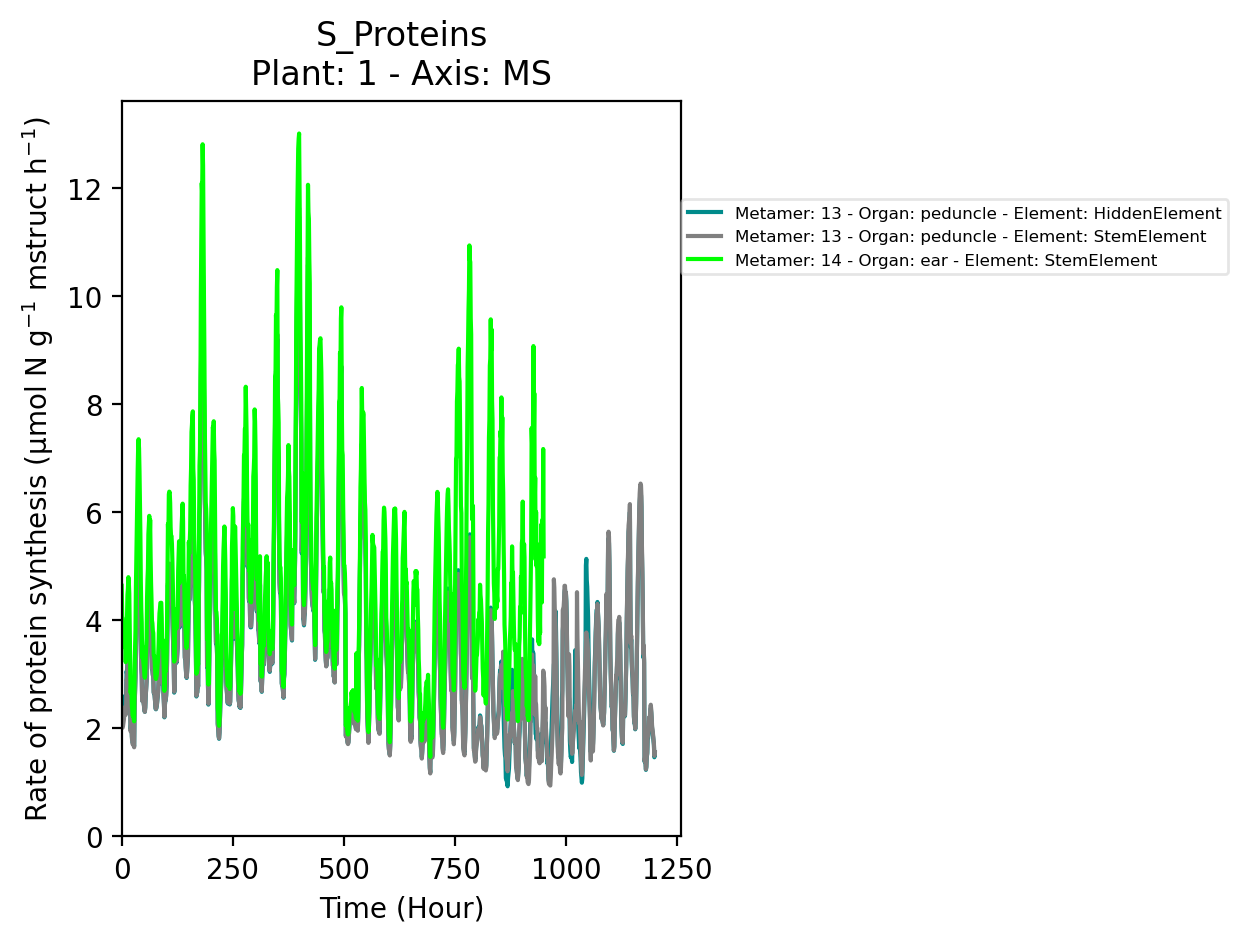 S_Proteins
Plant: 1 - Axis: MS
Rate of protein synthesis (µmol N g⁻¹ mstruct h⁻¹)
12
10
8
6
4
2
0
0 250 500 750 1000 1250
Time (Hour)
Metamer: 13 - Organ: peduncle - Element: HiddenElement
Metamer: 13 - Organ: peduncle - Element: StemElement
Metamer: 14 - Organ: ear - Element: StemElement